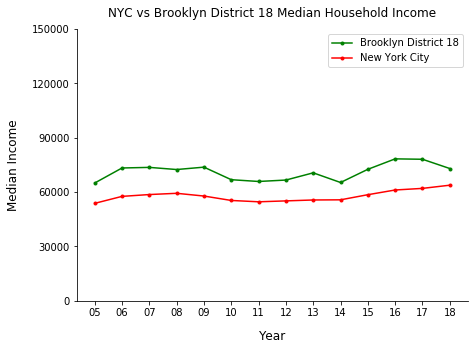 NYC vs Brooklyn District 18 Median Household Income
150000
Brooklyn District 18
New York City
120000
90000
60000
30000
0
Median Income
05 06 07 08 09 10 11 12 13 14 15 16 17 18
Year